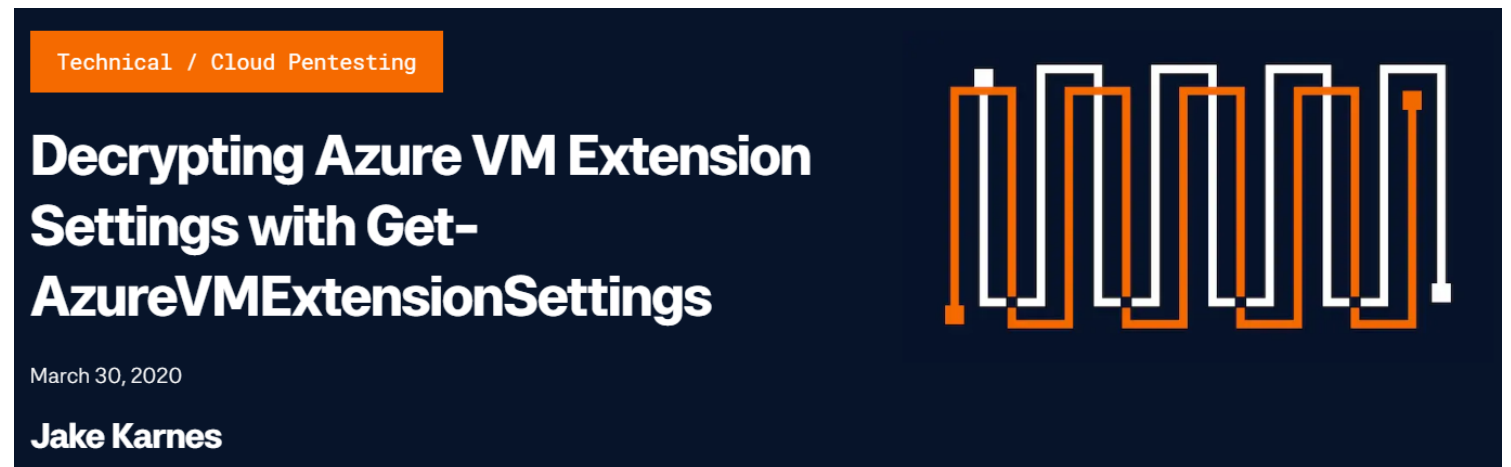 Technical / Cloud Pentesting
Decrypting Azure VM Extension
Settings with Get-
AzureVMExtensionSettings
March 30, 2020
Jake Karnes